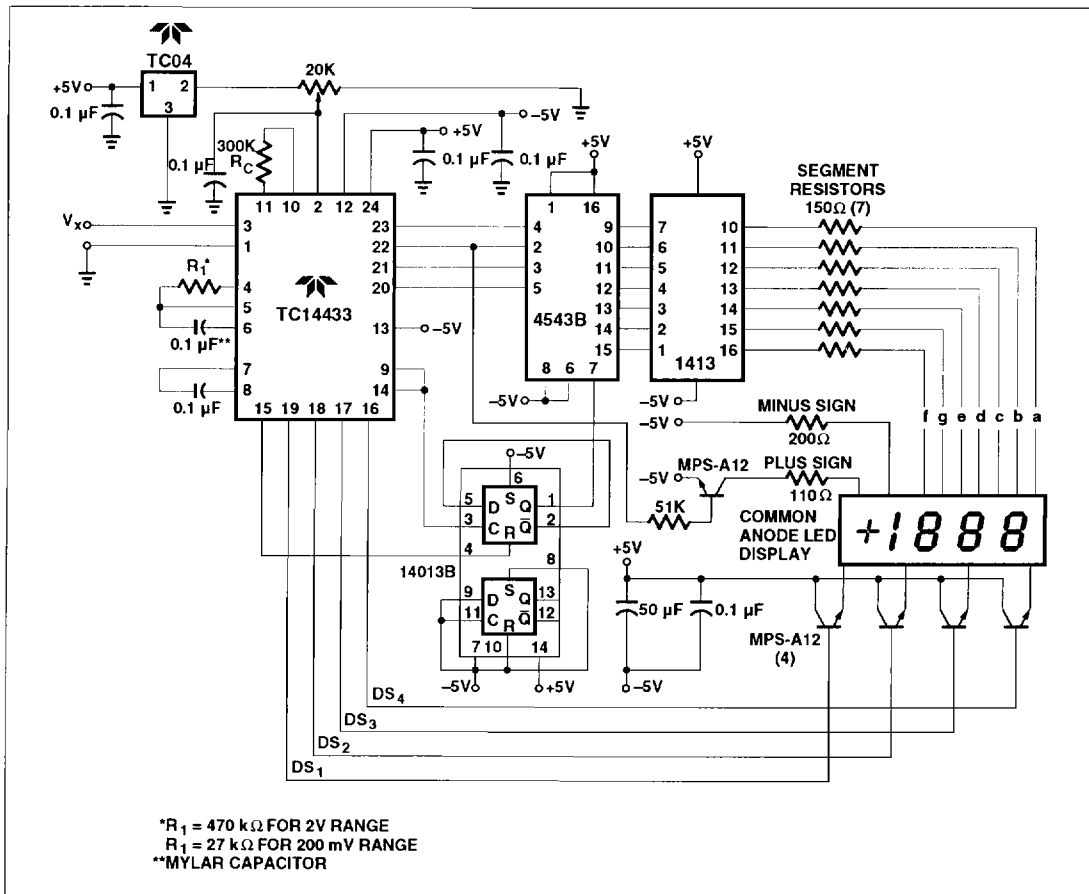 TC04
+5V
1 2
3
20K
0.1 µF
0.1 µF
300K
R_C
–5V
+5V
0.1 µF
0.1 µF
11 10 2 12 24
V_X
3
1
R_1*
4
5
6
0.1 µF**
7
8
0.1 µF
TC14433
23
22
21
20
13
–5V
9
14
15 19 18 17 16
+5V
1 16
4
2
3
5
4543B
9
10
11
12
13
14
15
8 6 7
–5V
+5V
7
6
5
4
3
2
1
1413
10
11
12
13
14
15
16
–5V
SEGMENT
RESISTORS
150Ω (7)
f g e d c b a
–5V
MINUS SIGN
200Ω
–5V
MPS-A12
PLUS SIGN
110Ω
51K
COMMON
ANODE LED
DISPLAY
+1888
–5V
6
5 D S Q 1
3 C R Q̅ 2
4
14013B
8
9 D S Q 13
11 C R Q̅ 12
7 10 14
–5V
+5V
+5V
50 µF
0.1 µF
–5V
MPS-A12
(4)
DS_4
DS_3
DS_2
DS_1
*R_1 = 470 kΩ FOR 2V RANGE
R_1 = 27 kΩ FOR 200 mV RANGE
**MYLAR CAPACITOR